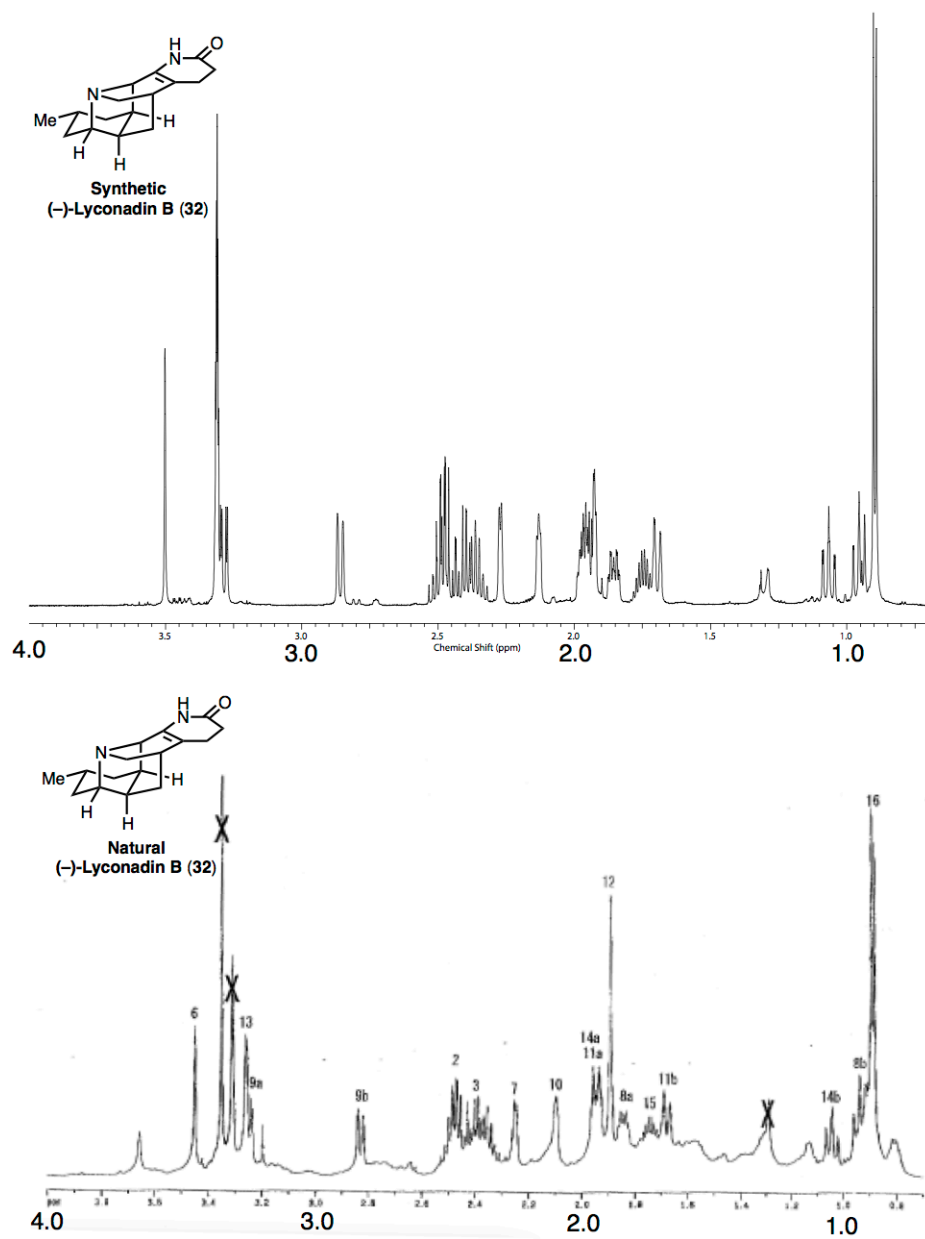 H
N
O
N
Me
H
H
H
Synthetic
(–)-Lyconadin B (32)
3.5 3.0 2.5 2.0 1.5 1.0
Chemical Shift (ppm)
4.0 3.0 2.0 1.0
H
N
O
N
Me
H
H
H
Natural
(–)-Lyconadin B (32)
X
16
12
X
6
13
14a
11a
2
9a
3
7
10
9b
8a
15
11b
X
14b
8b
4.0 3.0 2.0 1.0